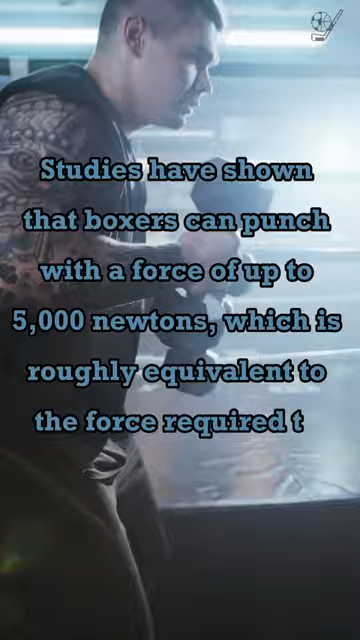 Studies have shown
that boxers can punch
with a force of up to
5,000 newtons, which is
roughly equivalent to
the force required t